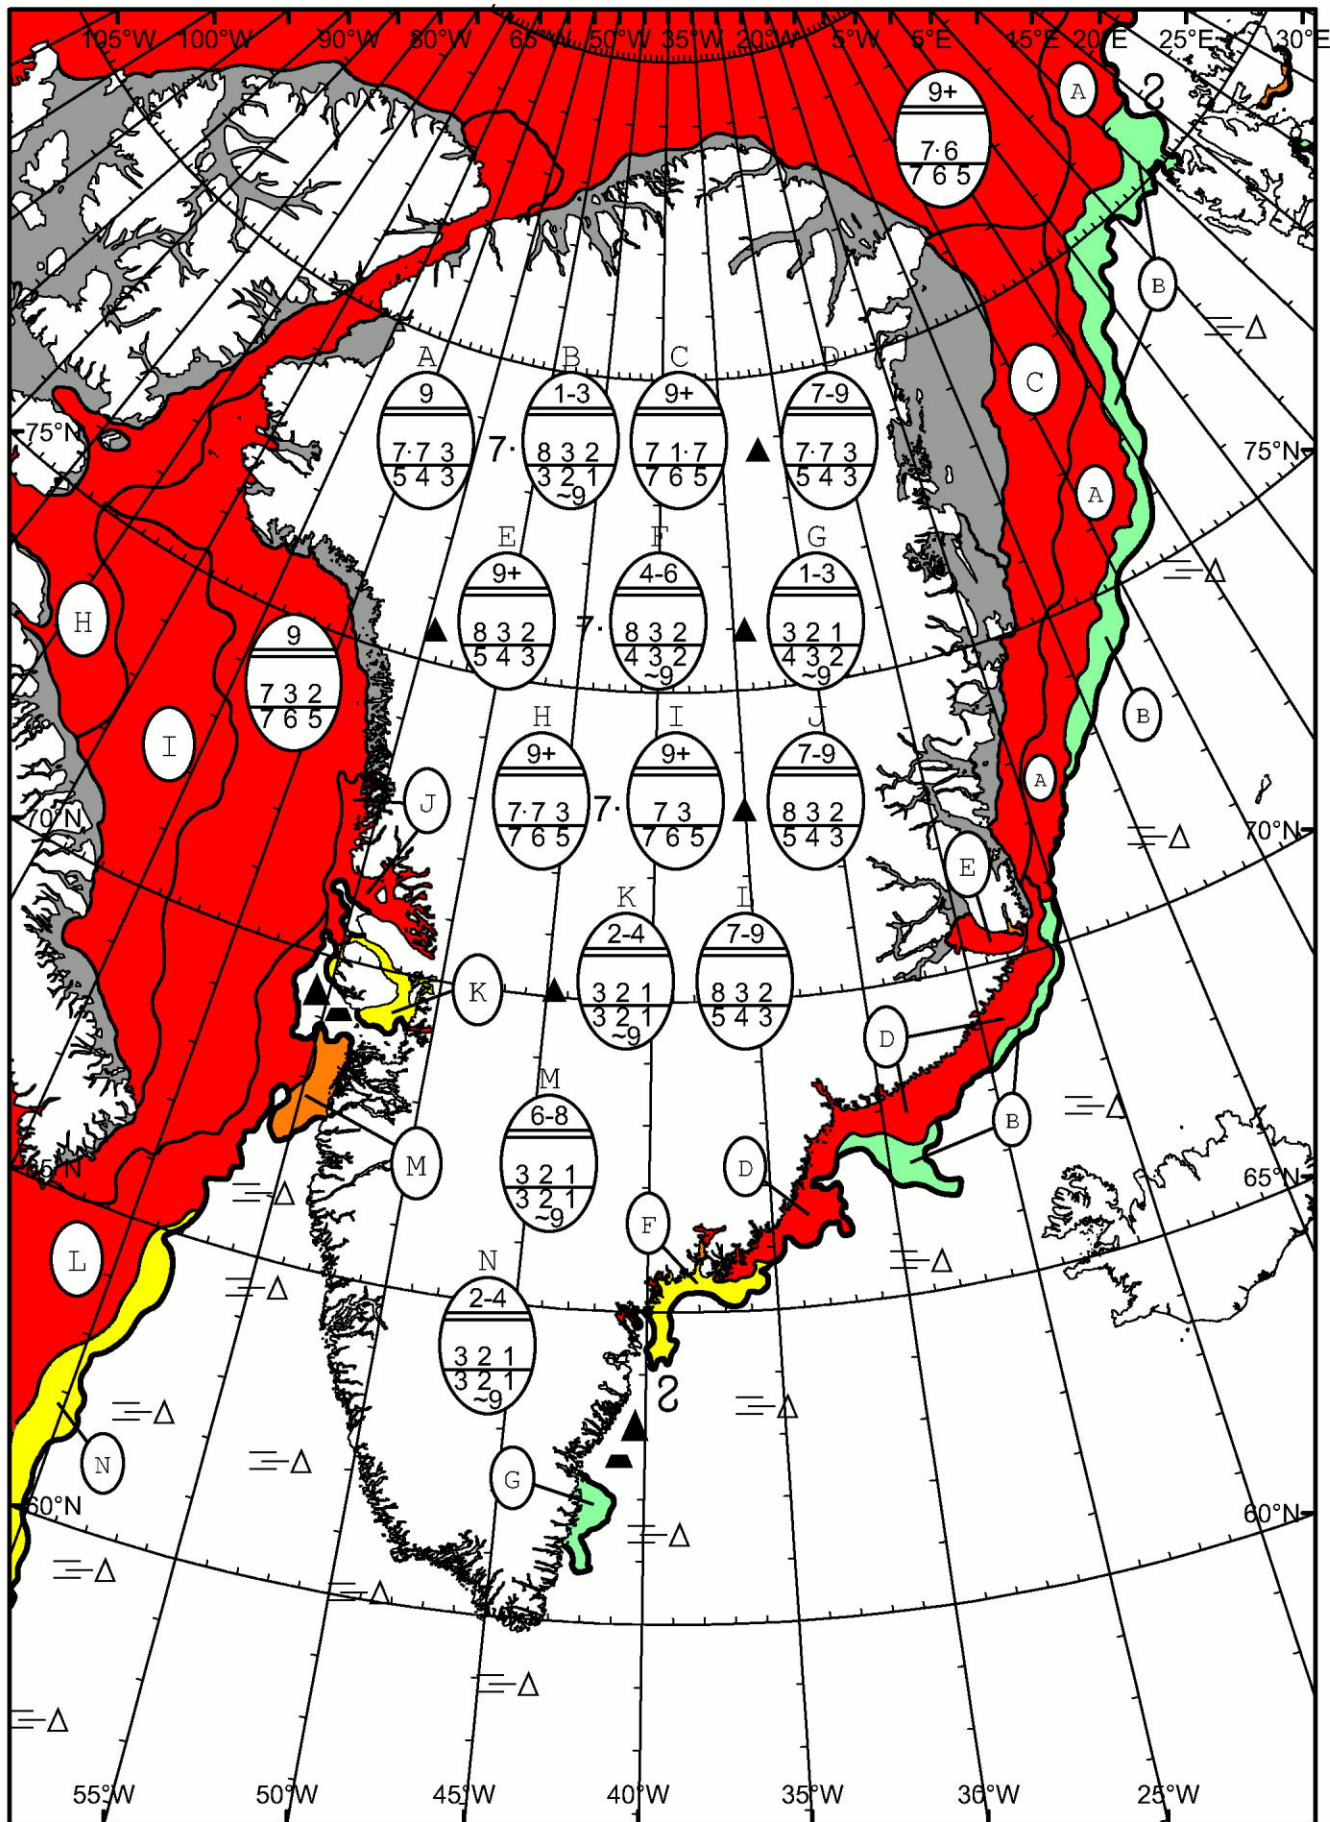 105°W 100°W 90°W 80°W 65°W 50°W 35°W 20°W 5°W 5°E 15°E 20°E 25°E 30°E
A
9+
7· 6
7 6 5
B
C
75°N
75°N
A B C D
9 1-3 9+ 7-9
7· 7 3 7· 8 3 2 7 1· 7 7· 7 3
5 4 3 3 2 1 7 6 5 5 4 3
~9
A
E F G
9+ 4-6 1-3
8 3 2 7· 8 3 2 3 2 1
5 4 3 4 3 2 4 3 2
~9 ~9
H
9
7 3 2
7 6 5
I
B
H I J
9+ 9+ 7-9
7· 7 3 7· 7 3 8 3 2
7 6 5 7 6 5 5 4 3
A
J
70°N
70°N
E
K L
2-4 7-9
3 2 1 8 3 2
3 2 1 5 4 3
~9
K
D
M
6-8
3 2 1
3 2 1
~9
B
M
D
65°N
65°N
F
L
N
2-4
3 2 1
3 2 1
~9
N
G
60°N
60°N
55°W 50°W 45°W 40°W 35°W 30°W 25°W